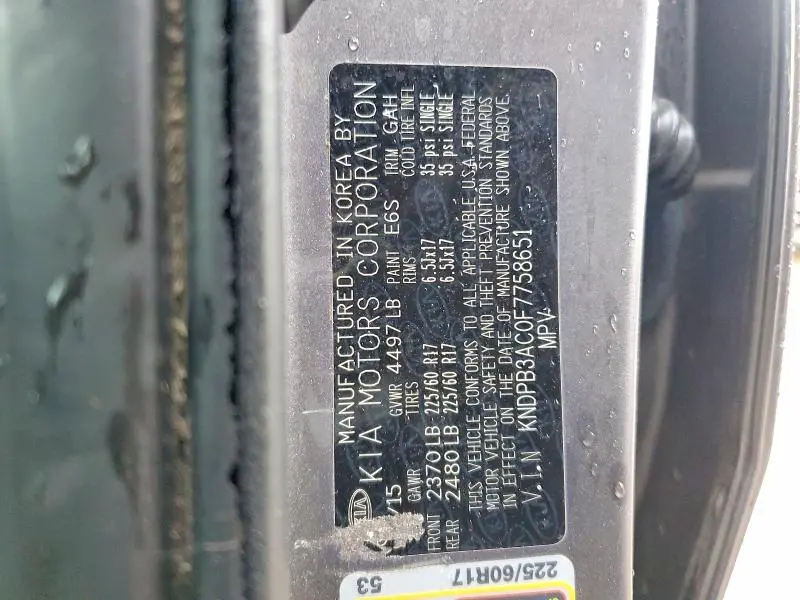 KIA
MANUFACTURED IN KOREA BY
KIA MOTORS CORPORATION
/15 GVWR 4497 LB PAINT E6S TRIM GAH
GAWR TIRES RIMS COLD TIRE INFL
FRONT 2370 LB 225/60 R17 6.5Jx17 35 psi SINGLE
REAR 2480 LB 225/60 R17 6.5Jx17 35 psi SINGLE
THIS VEHICLE CONFORMS TO ALL APPLICABLE U.S.A. FEDERAL
MOTOR VEHICLE SAFETY AND THEFT PREVENTION STANDARDS
IN EFFECT ON THE DATE OF MANUFACTURE SHOWN ABOVE.
V.I.N KNDPB3AC0F7758651
MPV
225/60R17
53